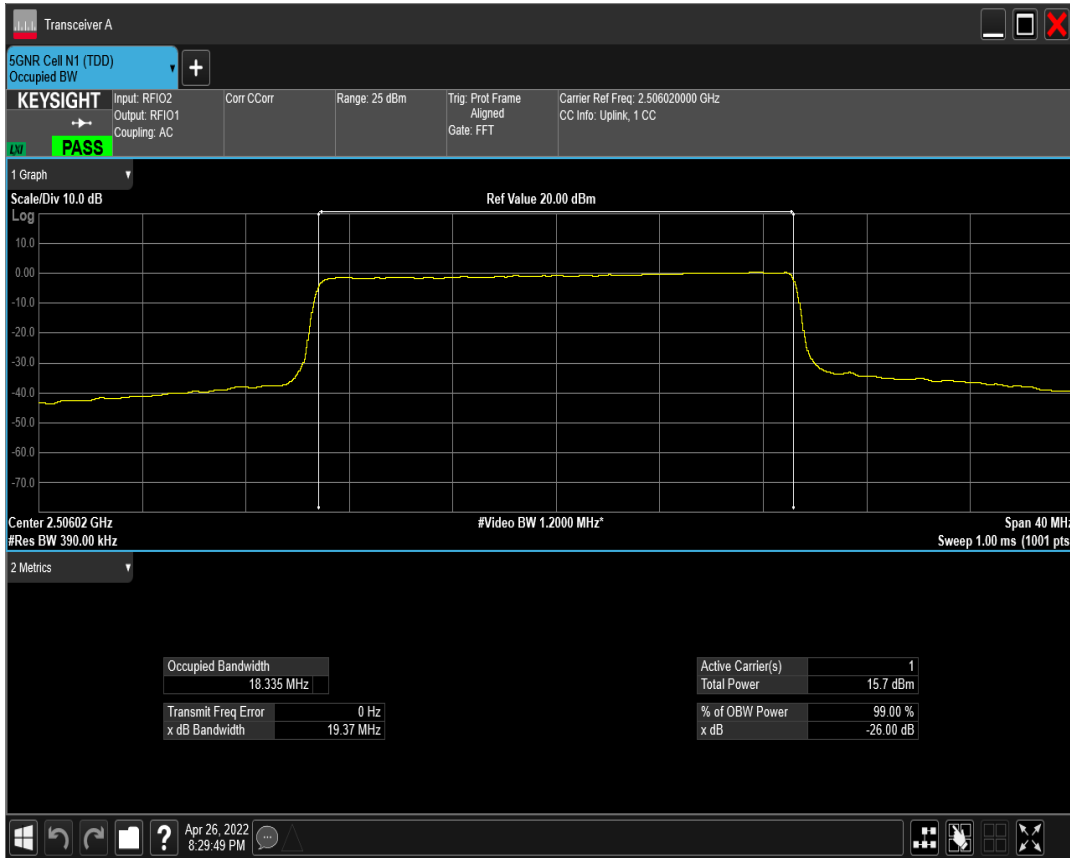 Transceiver A
5GNR Cell N1 (TDD)
Occupied BW
KEYSIGHT
LXI
PASS
Input: RFIO2
Output: RFIO1
Coupling: AC
Corr CCorr
Range: 25 dBm
Trig: Prot Frame
Aligned
Gate: FFT
Carrier Ref Freq: 2.506020000 GHz
CC Info: Uplink, 1 CC
1 Graph
Scale/Div 10.0 dB
Ref Value 20.00 dBm
Log
10.0
0.00
-10.0
-20.0
-30.0
-40.0
-50.0
-60.0
-70.0
Center 2.50602 GHz
#Video BW 1.2000 MHz*
Span 40 MHz
#Res BW 390.00 kHz
Sweep 1.00 ms (1001 pts
2 Metrics
Occupied Bandwidth
18.335 MHz
Transmit Freq Error 0 Hz
x dB Bandwidth 19.37 MHz
Active Carrier(s) 1
Total Power 15.7 dBm
% of OBW Power 99.00 %
x dB -26.00 dB
?
Apr 26, 2022
8:29:49 PM